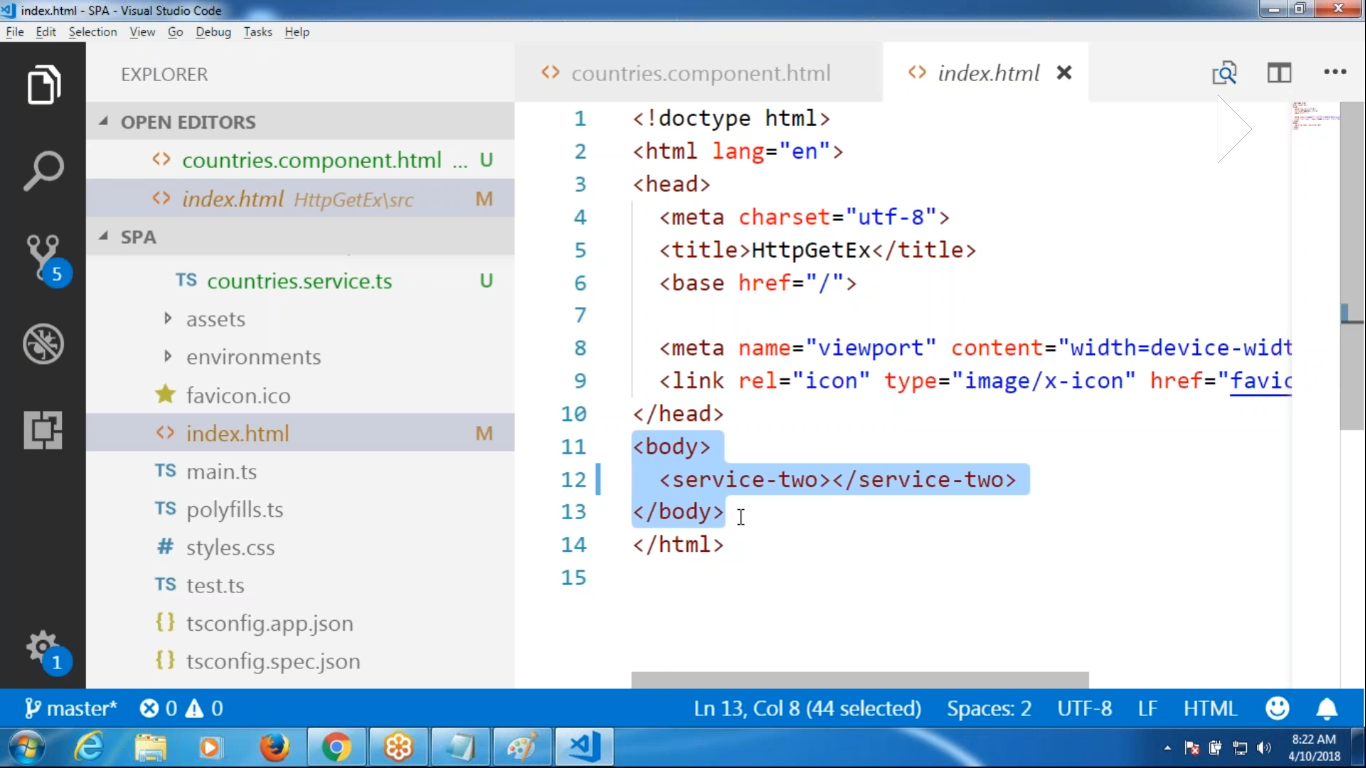 index.html - SPA - Visual Studio Code
File Edit Selection View Go Debug Tasks Help
EXPLORER
OPEN EDITORS
countries.component.html ... U
index.html HttpGetEx\src M
SPA
TS countries.service.ts U
assets
environments
favicon.ico
index.html M
TS main.ts
TS polyfills.ts
# styles.css
TS test.ts
{} tsconfig.app.json
{} tsconfig.spec.json
5
1
countries.component.html index.html
1 <!doctype html>
2 <html lang="en">
3 <head>
4 <meta charset="utf-8">
5 <title>HttpGetEx</title>
6 <base href="/">
7
8 <meta name="viewport" content="width=device-widt
9 <link rel="icon" type="image/x-icon" href="favic
10 </head>
11 <body>
12 <service-two></service-two>
13 </body>
14 </html>
15
master* 0 0 Ln 13, Col 8 (44 selected) Spaces: 2 UTF-8 LF HTML
8:22 AM
4/10/2018